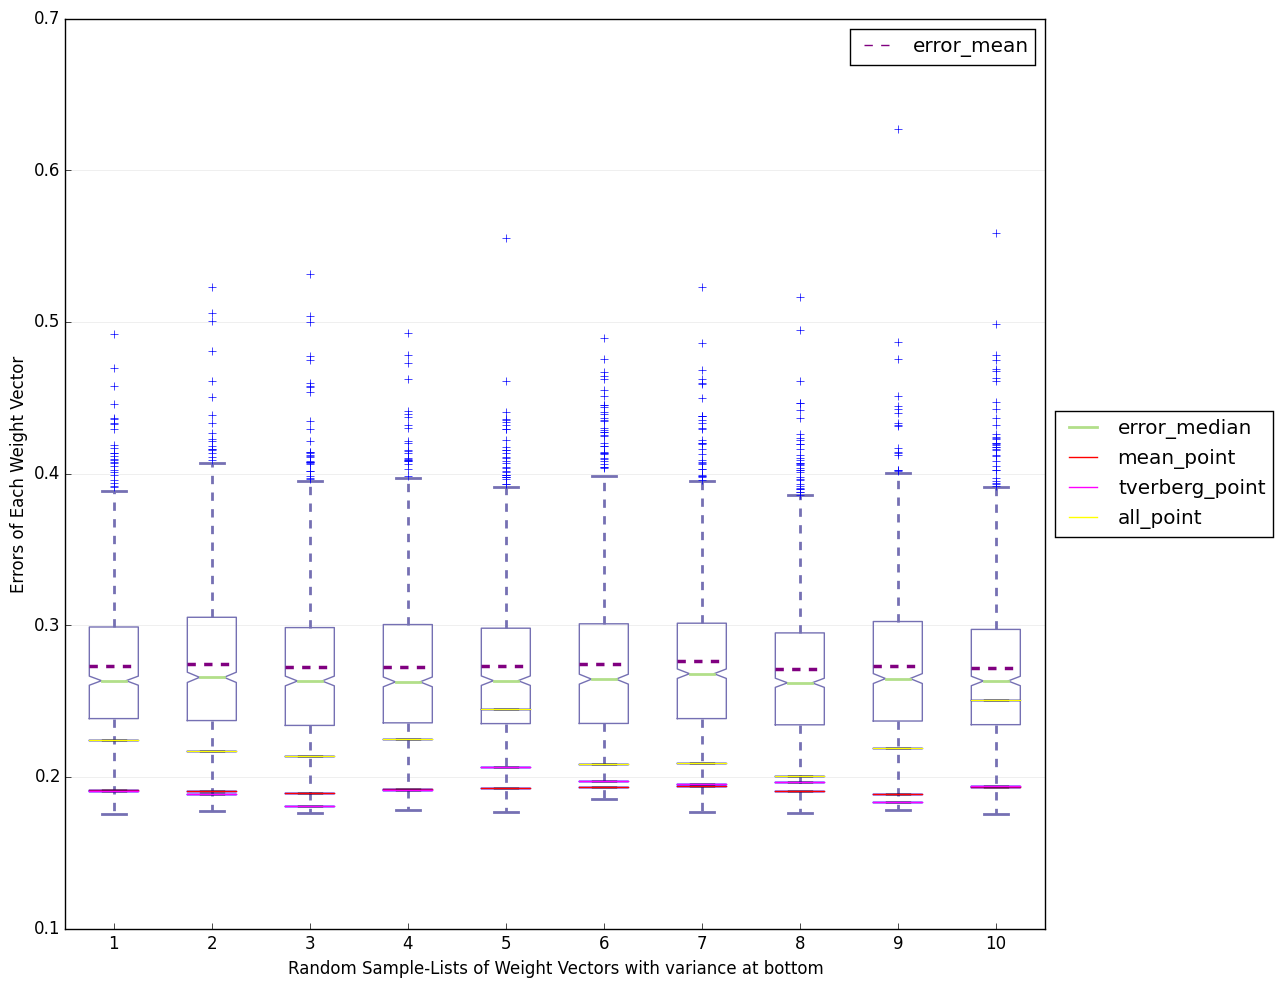 0.7
0.6
0.5
0.4
0.3
0.2
0.1
Errors of Each Weight Vector
error_mean
error_median
mean_point
tverberg_point
all_point
1 2 3 4 5 6 7 8 9 10
Random Sample-Lists of Weight Vectors with variance at bottom